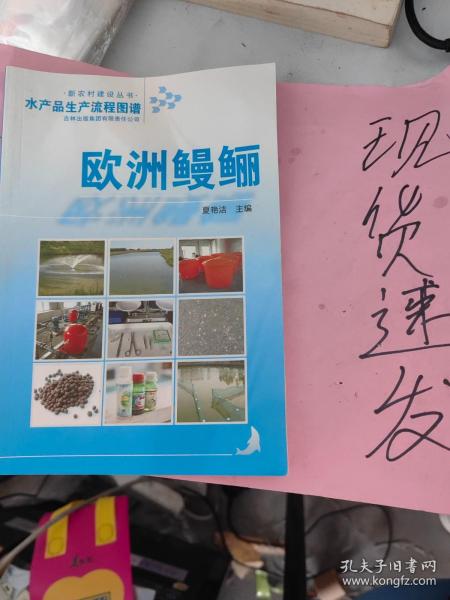 ·新农村建设丛书·
水产品生产流程图谱
吉林出版集团有限责任公司
欧洲鳗鲡
夏艳洁 主编
现货速发
孔夫子旧书网
www.kongfz.com